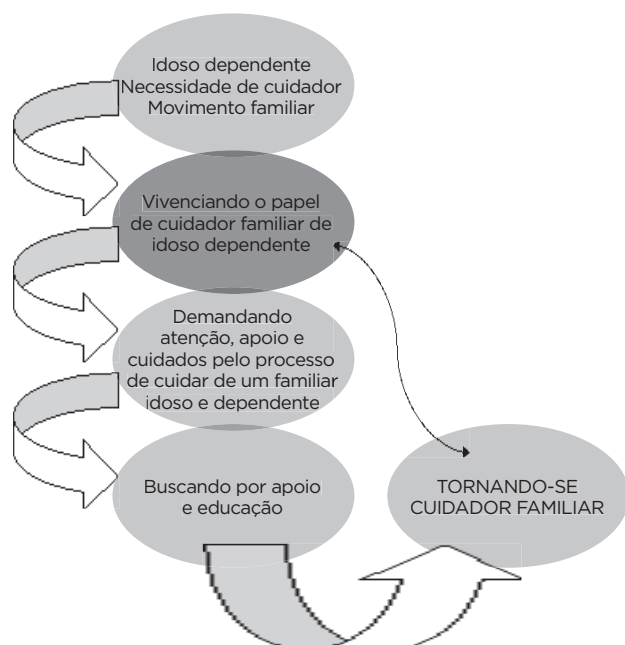 Idoso dependente
Necessidade de cuidador
Movimento familiar
Vivenciando o papel
de cuidador familiar de
idoso dependente
Demandando
atenção, apoio e
cuidados pelo processo
de cuidar de um familiar
idoso e dependente
Buscando por apoio
e educação
TORNANDO-SE
CUIDADOR FAMILIAR